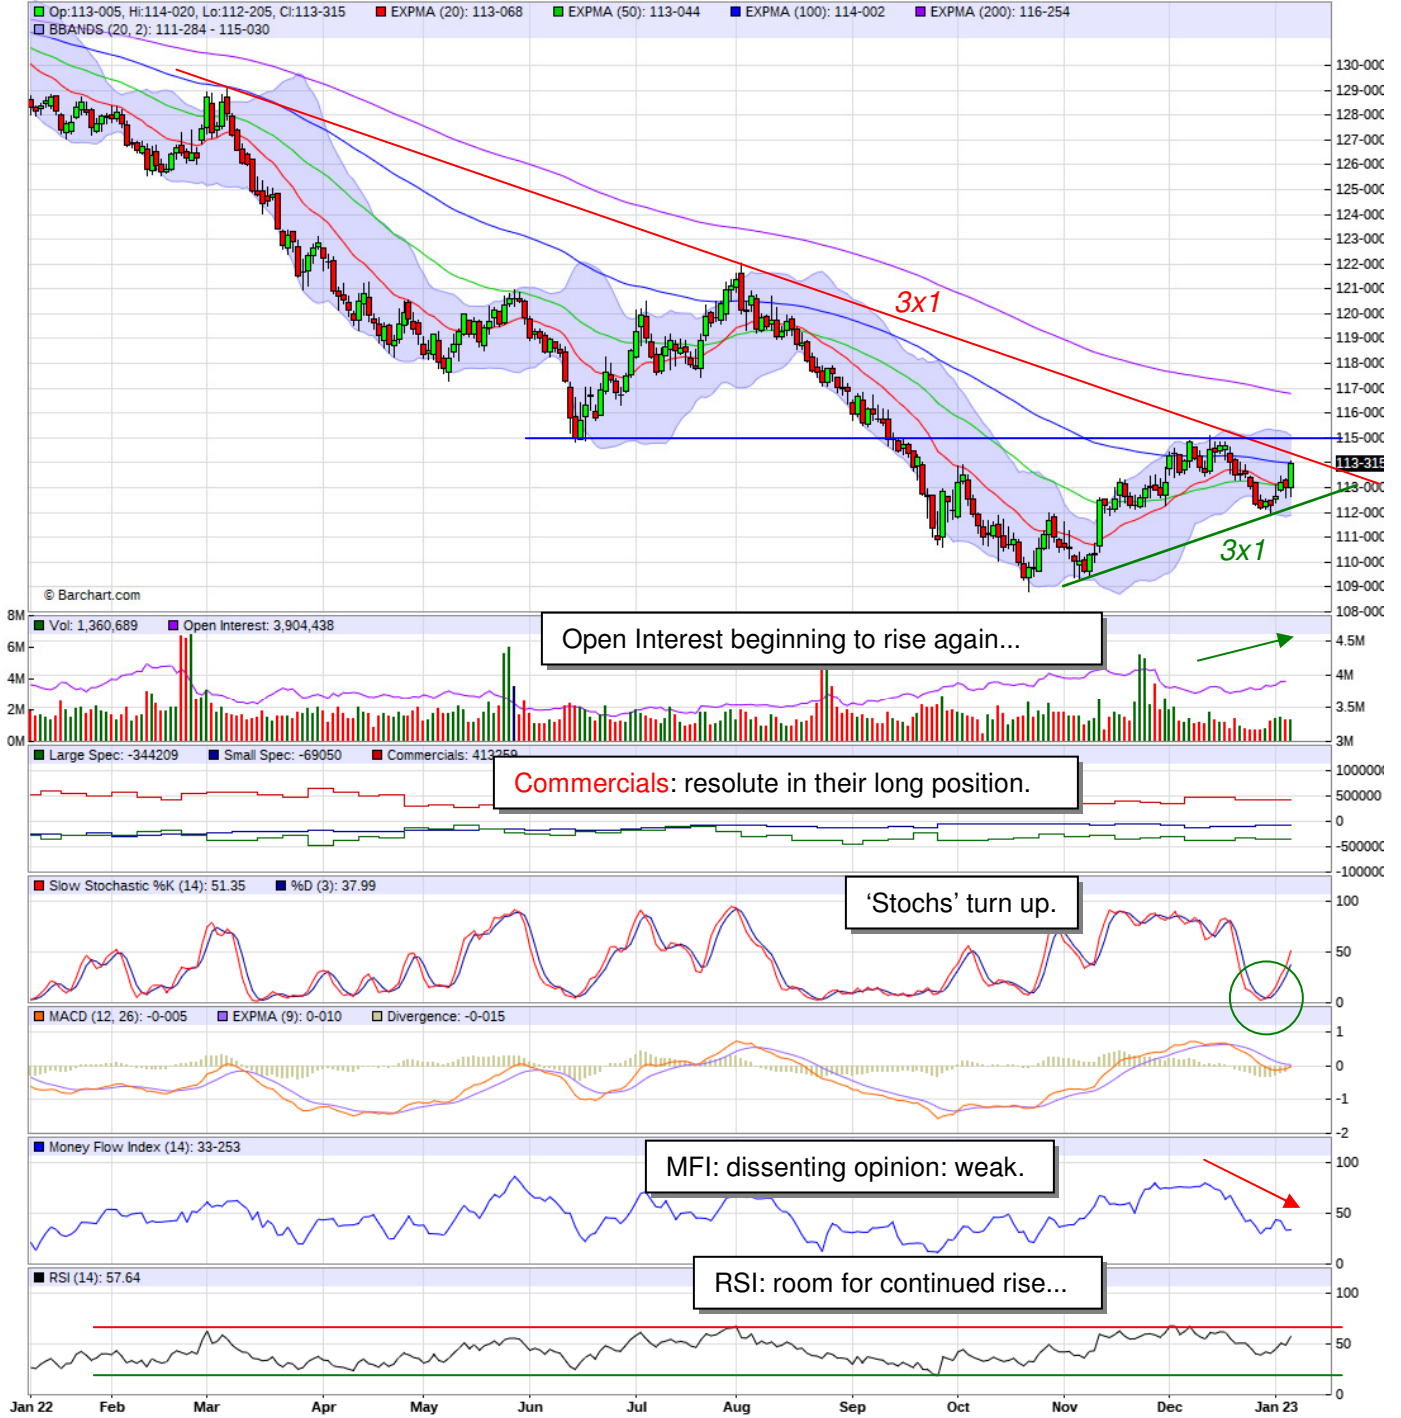 Op:113-005, Hi:114-020, Lo:112-205, Cl:113-315 EXPMA (20): 113-068 EXPMA (50): 113-044 EXPMA (100): 114-002 EXPMA (200): 116-254
BBANDS (20, 2): 111-284 - 115-030
130-000
129-000
128-000
127-000
126-000
125-000
124-000
123-000
122-000
121-000
3x1
120-000
119-000
118-000
117-000
116-000
115-000
113-315
113-000
112-000
111-000
3x1
110-000
109-000
© Barchart.com
108-000
8M
Vol: 1,360,689 Open Interest: 3,904,438
Open Interest beginning to rise again...
6M 4.5M
4M 4M
2M 3.5M
0M 3M
Large Spec: -344209 Small Spec: -69050 Commercials: 413259
Commercials: resolute in their long position.
1000000
500000
0
-500000
-100000
Slow Stochastic %K (14): 51.35 %D (3): 37.99
'Stochs' turn up.
100
50
0
MACD (12, 26): -0-005 EXPMA (9): 0-010 Divergence: -0-015
1
0
-1
-2
Money Flow Index (14): 33-253
MFI: dissenting opinion: weak.
100
50
0
RSI (14): 57.64
RSI: room for continued rise...
100
50
0
Jan 22 Feb Mar Apr May Jun Jul Aug Sep Oct Nov Dec Jan 23